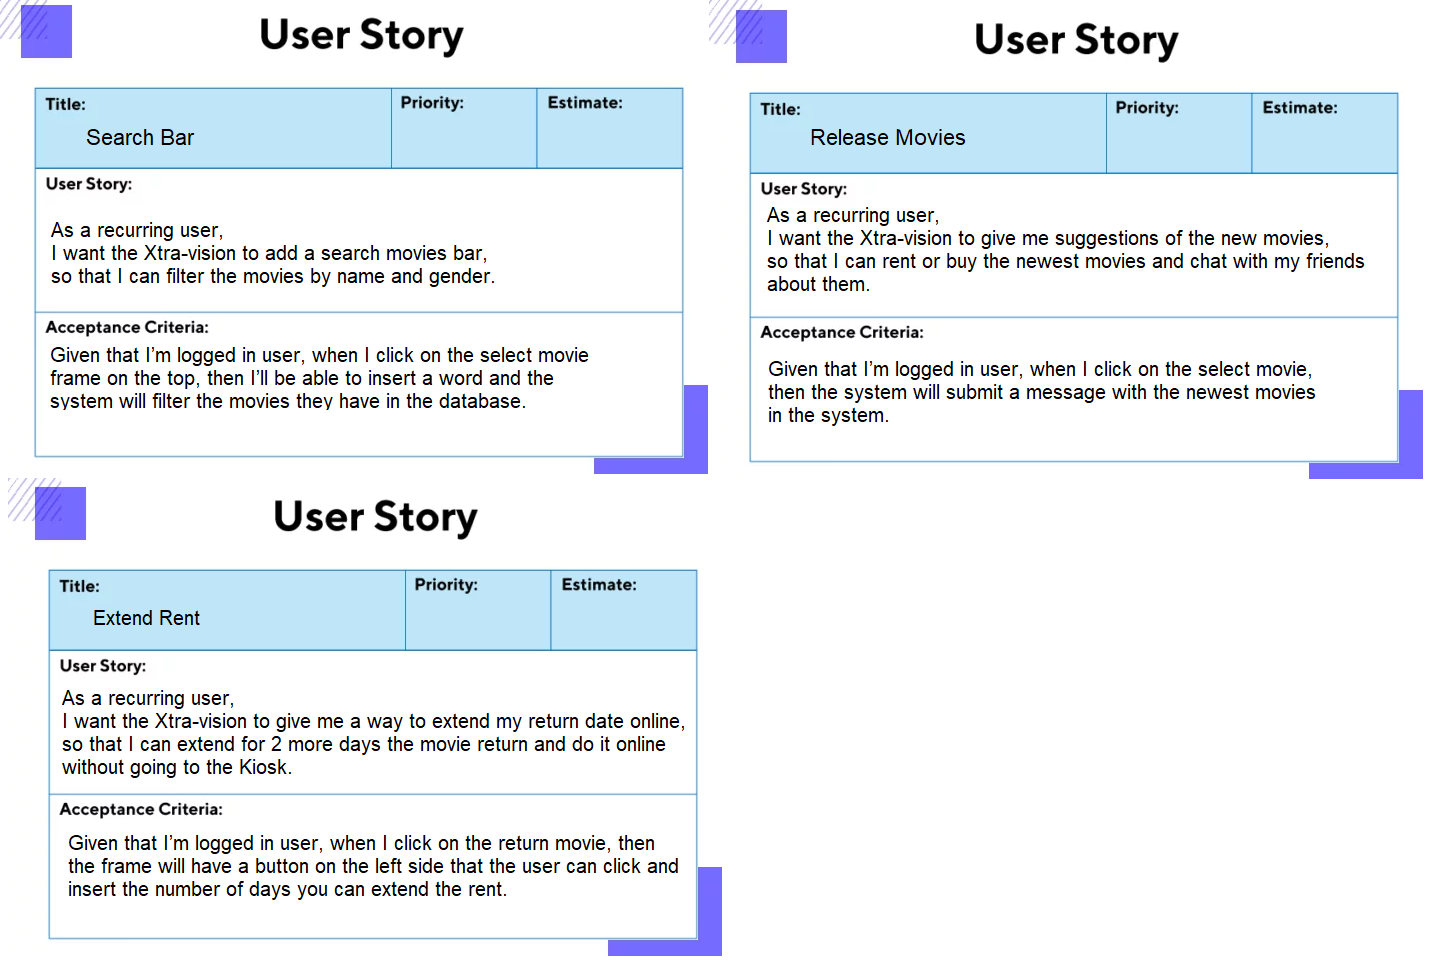 User Story
Title:
Priority:
Estimate:
Search Bar
User Story:
As a recurring user,
I want the Xtra-vision to add a search movies bar,
so that I can filter the movies by name and gender.
Acceptance Criteria:
Given that I'm logged in user, when I click on the select movie
frame on the top, then I'll be able to insert a word and the
system will filter the movies they have in the database.
User Story
Title:
Priority:
Estimate:
Release Movies
User Story:
As a recurring user,
I want the Xtra-vision to give me suggestions of the new movies,
so that I can rent or buy the newest movies and chat with my friends
about them.
Acceptance Criteria:
Given that I'm logged in user, when I click on the select movie,
then the system will submit a message with the newest movies
in the system.
User Story
Title:
Priority:
Estimate:
Extend Rent
User Story:
As a recurring user,
I want the Xtra-vision to give me a way to extend my return date online,
so that I can extend for 2 more days the movie return and do it online
without going to the Kiosk.
Acceptance Criteria:
Given that I'm logged in user, when I click on the return movie, then
the frame will have a button on the left side that the user can click and
insert the number of days you can extend the rent.